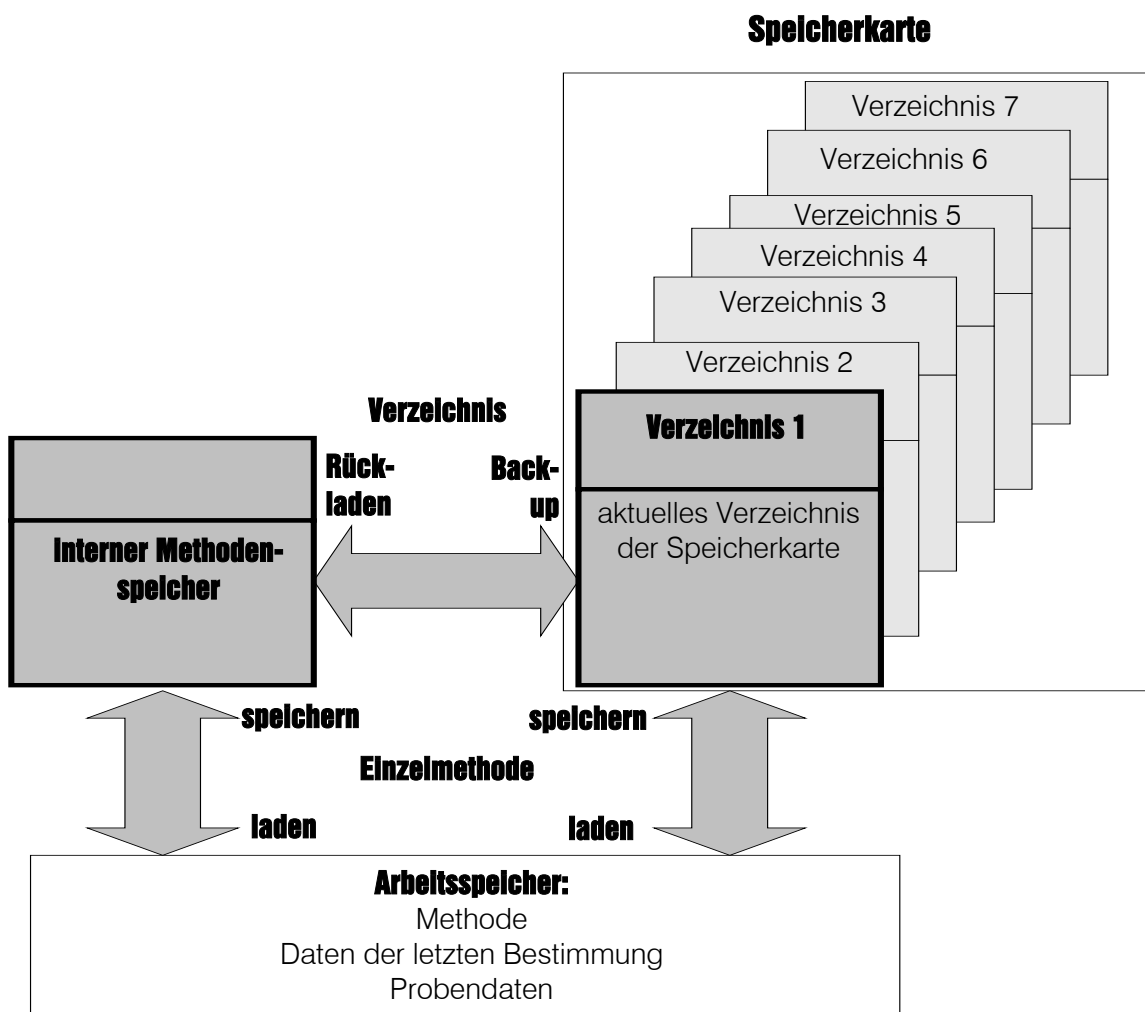 Speicherkarte
Verzeichnis 7
Verzeichnis 6
Verzeichnis 5
Verzeichnis 4
Verzeichnis 3
Verzeichnis 2
Verzeichnis
Verzeichnis 1
Rück-
laden
Back-
up
aktuelles Verzeichnis
der Speicherkarte
Interner Methoden-
speicher
speichern
speichern
Einzelmethode
laden
laden
Arbeitsspeicher:
Methode
Daten der letzten Bestimmung
Probendaten